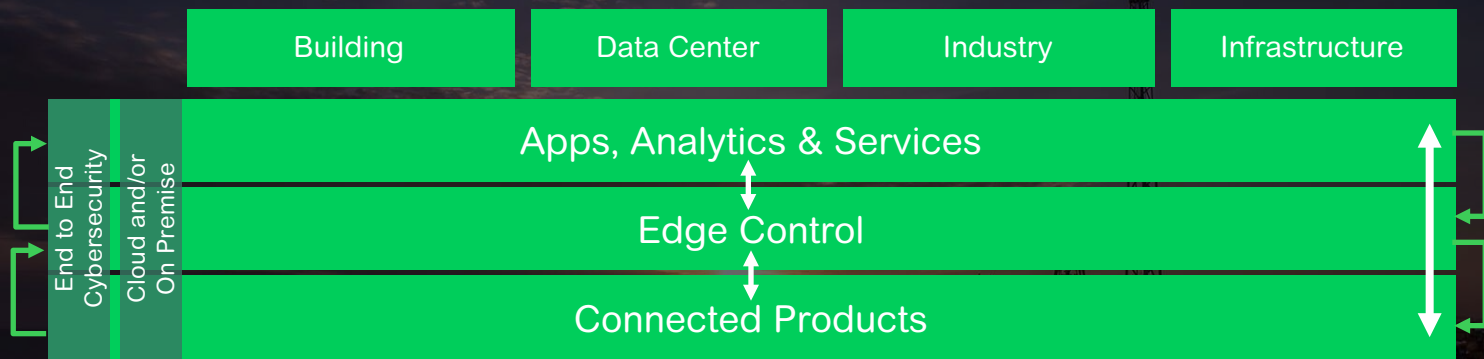 Building
Data Center
Industry
Infrastructure
End to End
Cybersecurity
Cloud and/or
On Premise
Apps, Analytics & Services
Edge Control
Connected Products